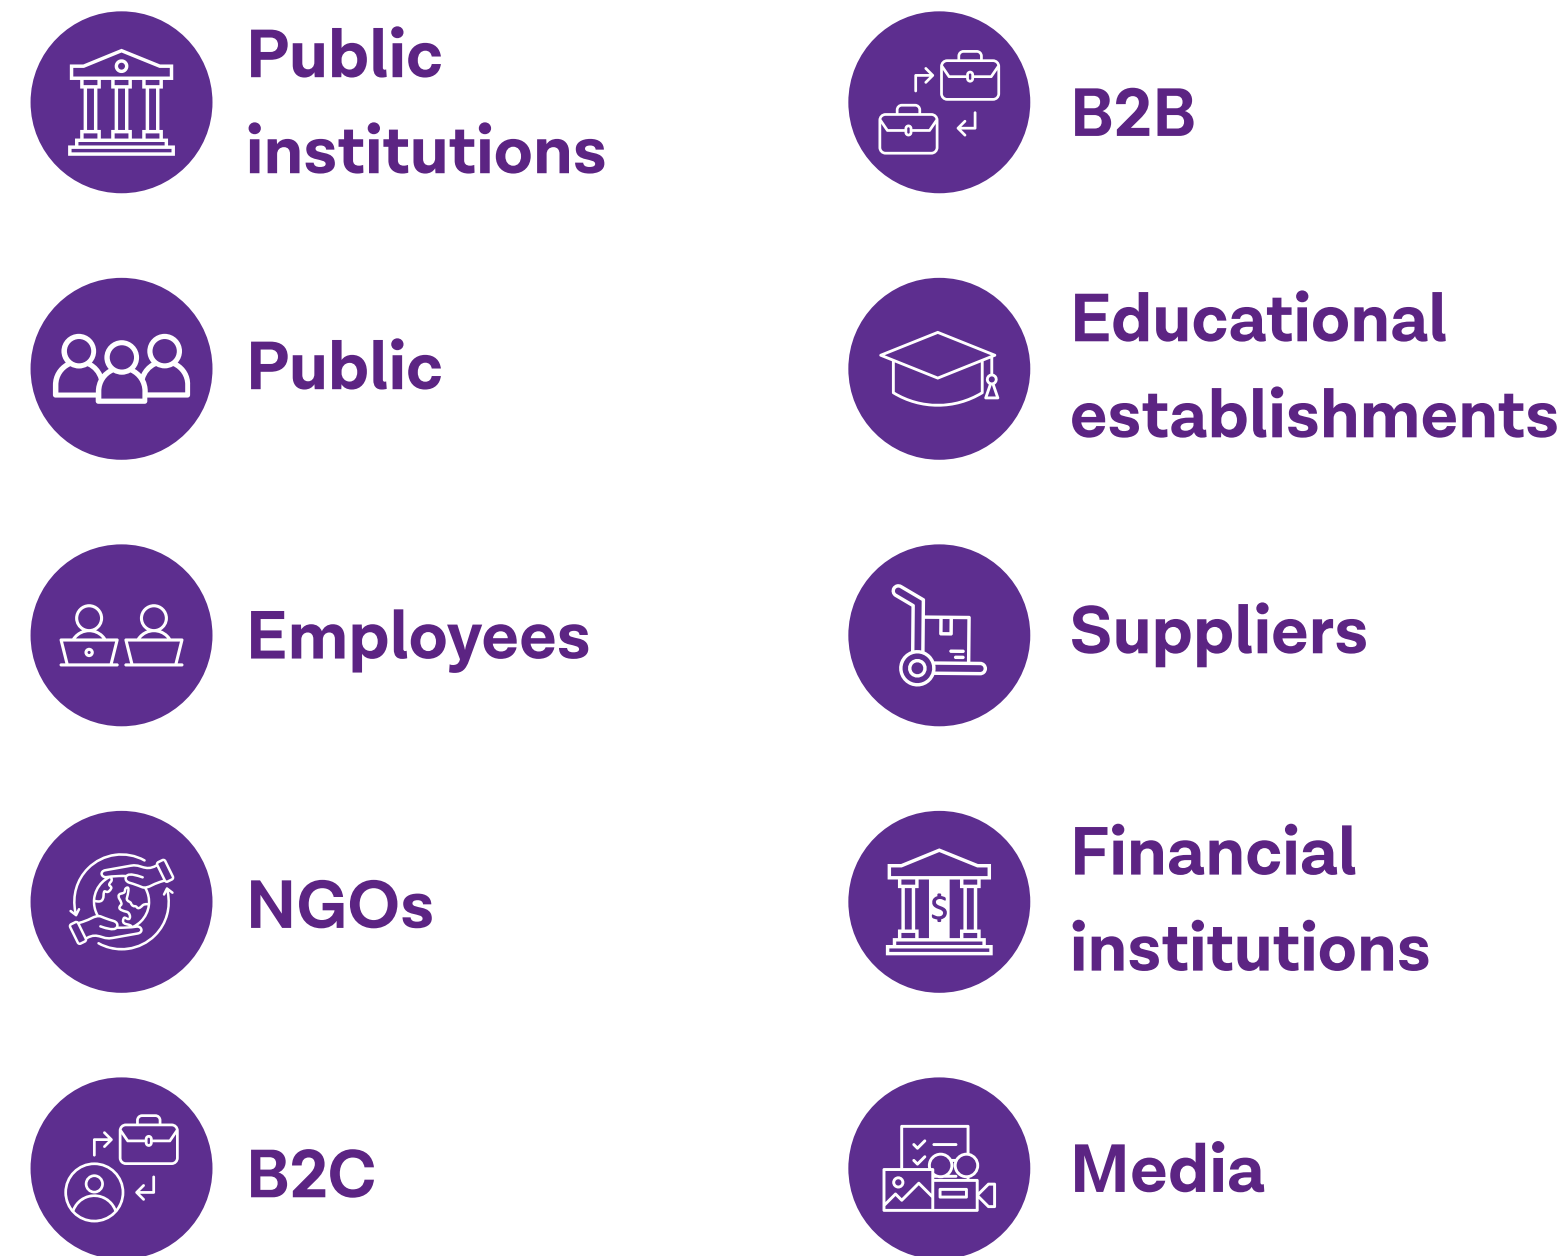 Public
institutions
Public
Employees
NGOs
B2C
B2B
Educational
establishments
Suppliers
Financial
institutions
$
Media